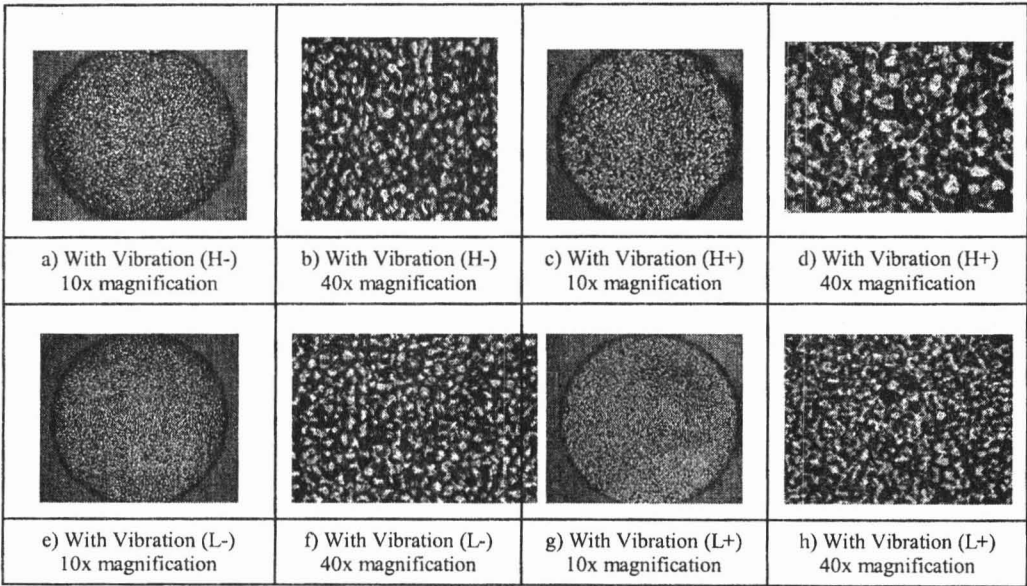 a) With Vibration (H-)
10x magnification
b) With Vibration (H-)
40x magnification
c) With Vibration (H+)
10x magnification
d) With Vibration (H+)
40x magnification
e) With Vibration (L-)
10x magnification
f) With Vibration (L-)
40x magnification
g) With Vibration (L+)
10x magnification
h) With Vibration (L+)
40x magnification